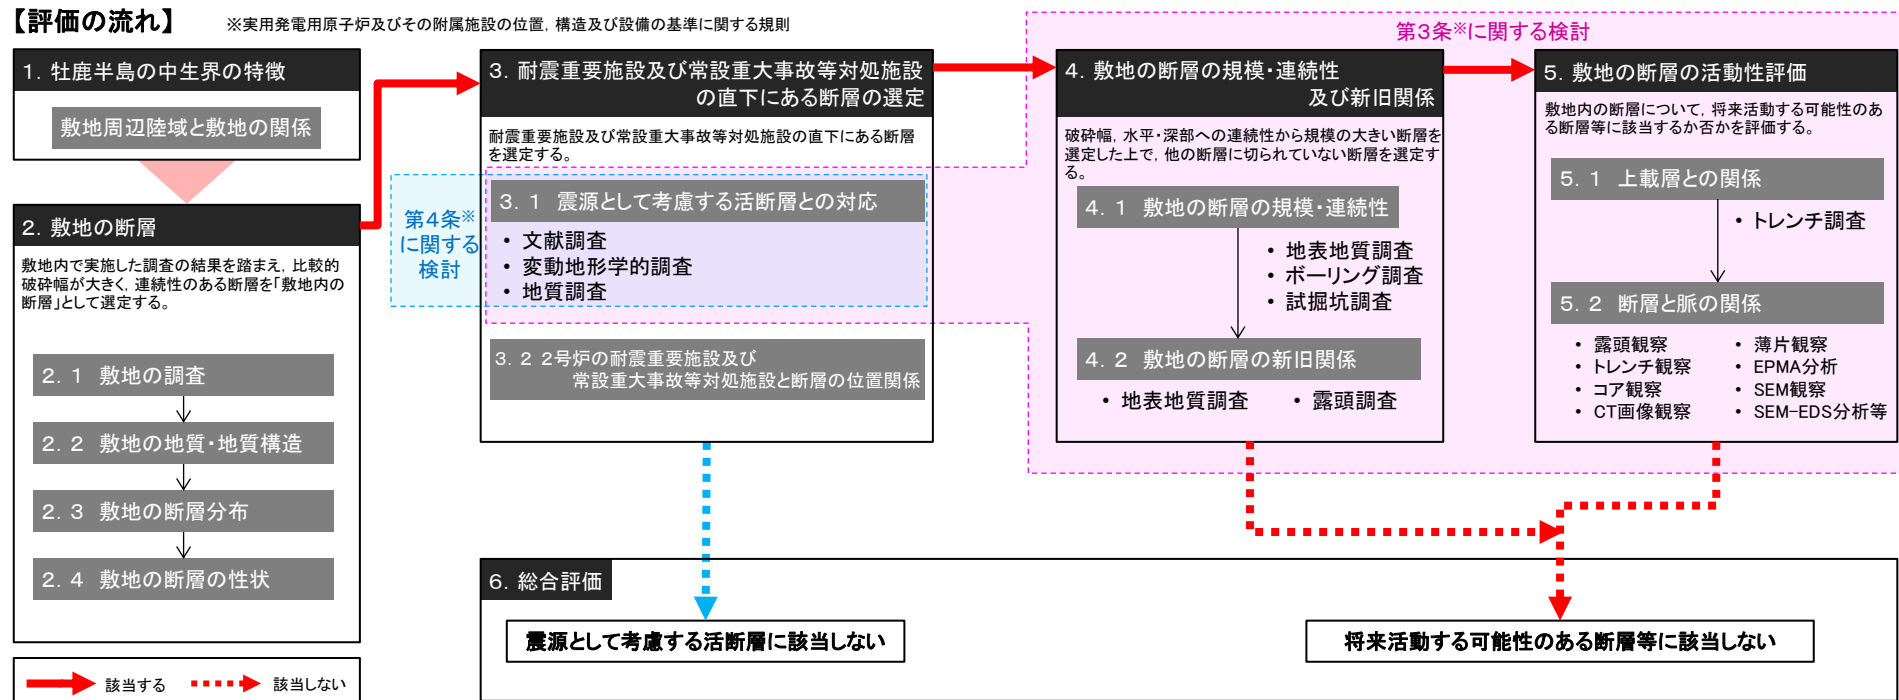 【評価の流れ】
※実用発電用原子炉及びその附属施設の位置，構造及び設備の基準に関する規則
1．牡鹿半島の中生界の特徴
敷地周辺陸域と敷地の関係
2．敷地の断層
敷地内で実施した調査の結果を踏まえ，比較的
破砕幅が大きく，連続性のある断層を「敷地内の
断層」として選定する。
2．1　敷地の調査
2．2　敷地の地質・地質構造
2．3　敷地の断層分布
2．4　敷地の断層の性状
該当する
該当しない
3．耐震重要施設及び常設重大事故等対処施設
の直下にある断層の選定
耐震重要施設及び常設重大事故等対処施設の直下にある断層
を選定する。
第4条※
に関する
検討
3．1　震源として考慮する活断層との対応
・ 文献調査
・ 変動地形学的調査
・ 地質調査
3．2 2号炉の耐震重要施設及び
常設重大事故等対処施設と断層の位置関係
第3条※に関する検討
4．敷地の断層の規模・連続性
及び新旧関係
破砕幅，水平・深部への連続性から規模の大きい断層を
選定した上で，他の断層に切られていない断層を選定す
る。
4．1　敷地の断層の規模・連続性
・ 地表地質調査
・ ボーリング調査
・ 試掘坑調査
4．2　敷地の断層の新旧関係
・ 地表地質調査　・ 露頭調査
5．敷地の断層の活動性評価
敷地内の断層について，将来活動する可能性のあ
る断層等に該当するか否かを評価する。
5．1　上載層との関係
・ トレンチ調査
5．2　断層と脈の関係
・ 露頭観察
・ トレンチ観察
・ コア観察
・ CT画像観察
・ 薄片観察
・ EPMA分析
・ SEM観察
・ SEM-EDS分析等
6．総合評価
震源として考慮する活断層に該当しない
将来活動する可能性のある断層等に該当しない